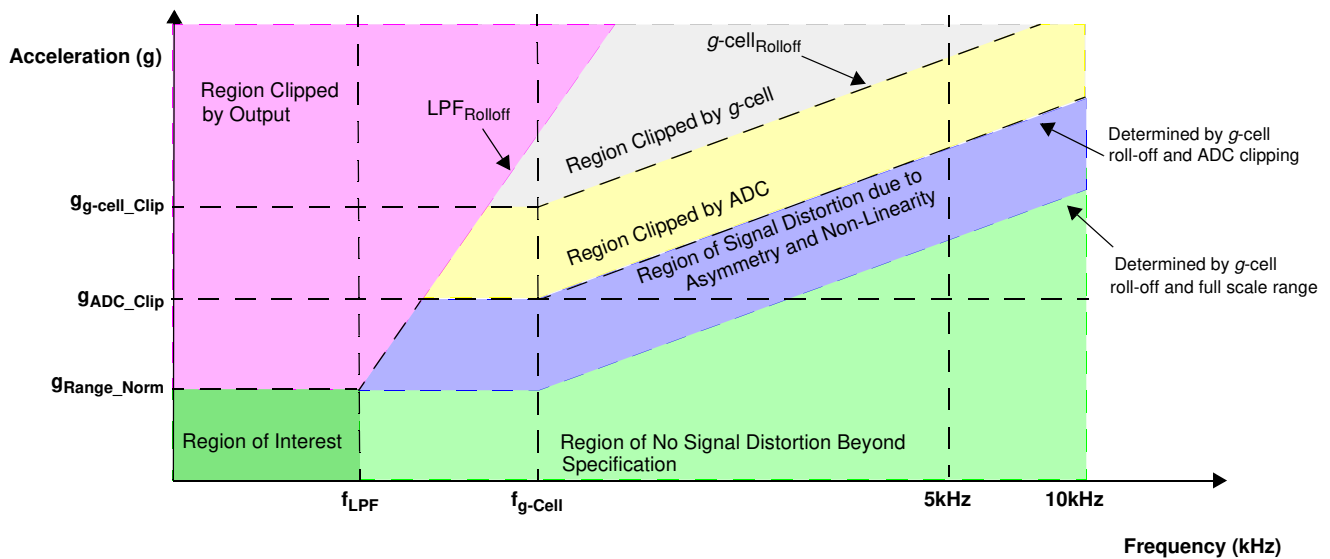 Acceleration (g)
Region Clipped
by Output
LPFRolloff
g-cellRolloff
Region Clipped by g-cell
Determined by g-cell
roll-off and ADC clipping
gg-cell_Clip
Region Clipped by ADC
Region of Signal Distortion due to
Asymmetry and Non-Linearity
Determined by g-cell
roll-off and full scale range
gADC_Clip
gRange_Norm
Region of Interest
Region of No Signal Distortion Beyond
Specification
fLPF
fg-Cell
5kHz
10kHz
Frequency (kHz)